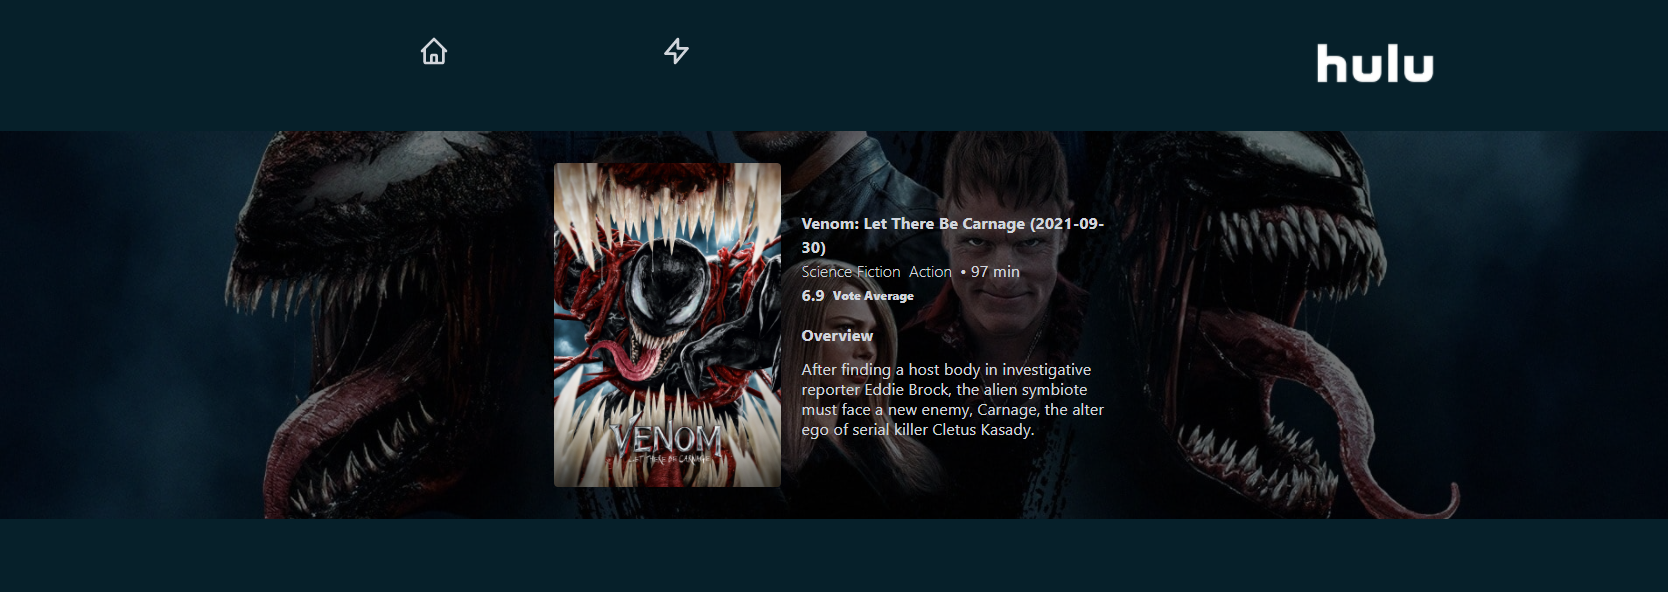 hulu
Venom: Let There Be Carnage (2021-09-
30)
Science Fiction Action • 97 min
6.9 Vote Average
Overview
After finding a host body in investigative
reporter Eddie Brock, the alien symbiote
must face a new enemy, Carnage, the alter
ego of serial killer Cletus Kasady.
VENOM
LET THERE BE CARNAGE